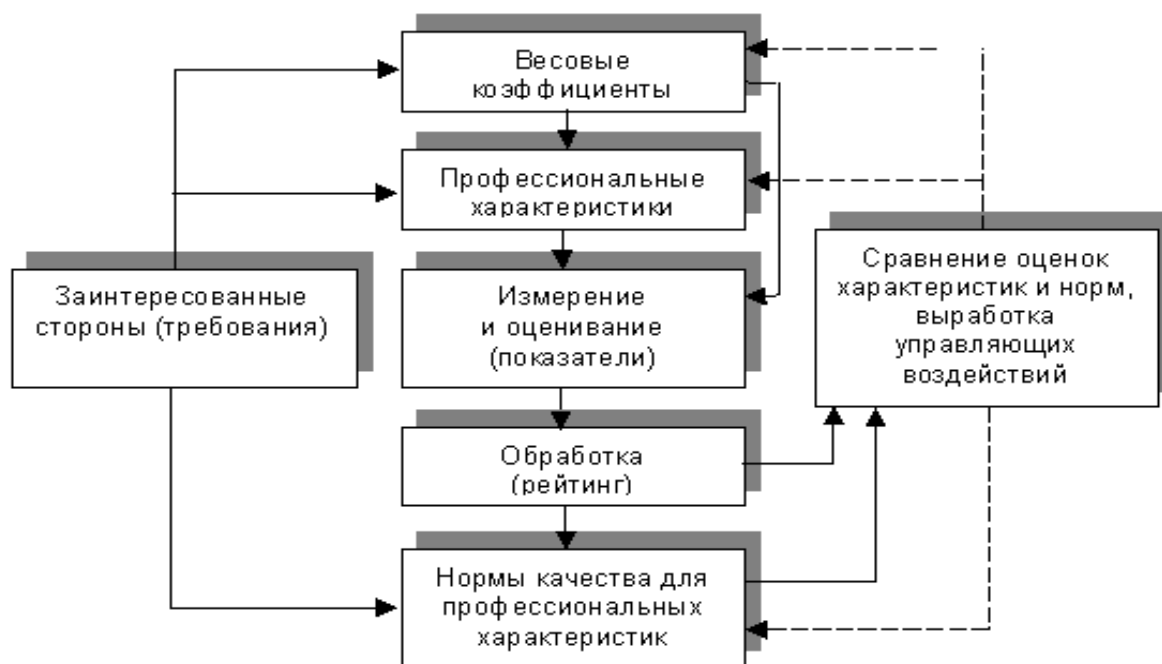 Весовые
коэффициенты
Профессиональные
характеристики
Заинтересованные
стороны (требования)
Измерение
и оценивание
(показатели)
Сравнение оценок
характеристик и норм,
выработка
управляющих
воздействий
Обработка
(рейтинг)
Нормы качества для
профессиональных
характеристик